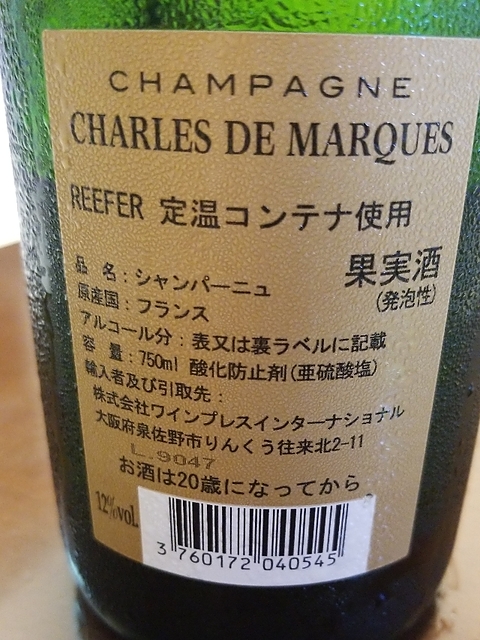 CHAMPAGNE
CHARLES DE MARQUES
REEFER 定温コンテナ使用
果実酒
(発泡性)
品 名：シャンパーニュ
原産国：フランス
アルコール分：表又は裏ラベルに記載
容 量：750ml 酸化防止剤(亜硫酸塩)
輸入者及び引取先：
株式会社ワインプレスインターナショナル
大阪府泉佐野市りんくう往来北2-11
L.9047
お酒は20歳になってから。
12%vol.
3 760172 040545